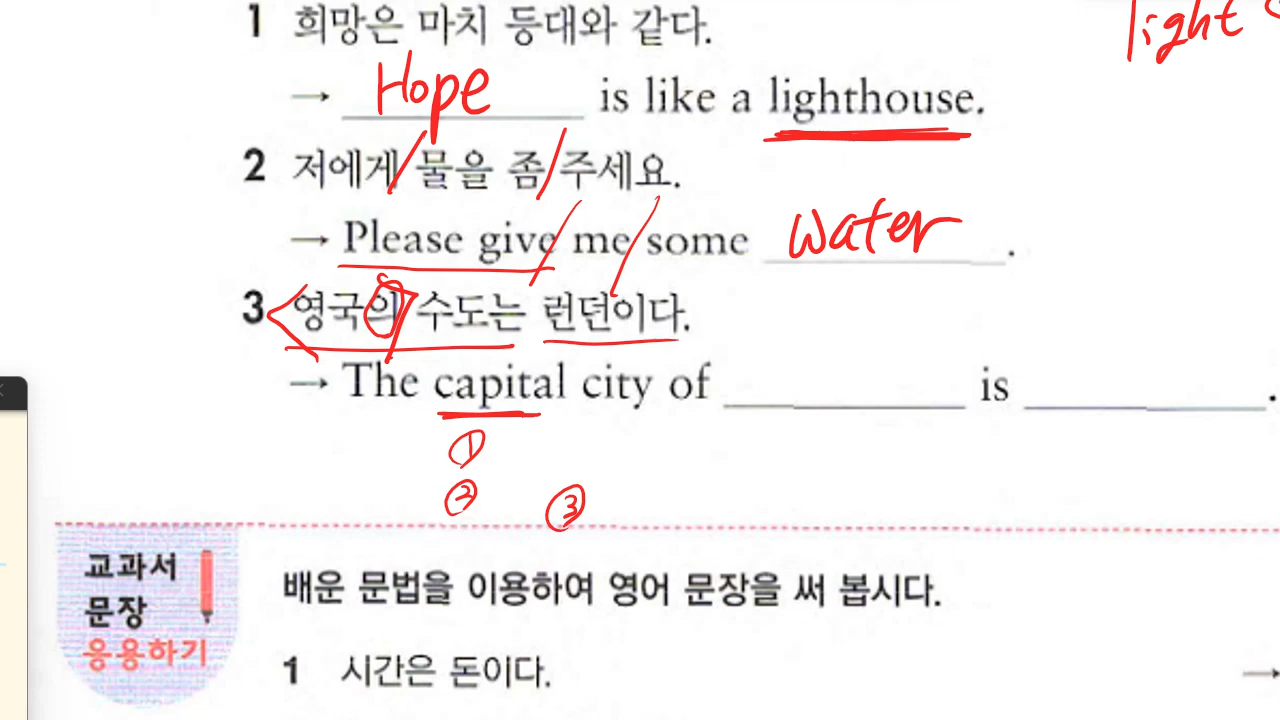 1 희망은 마치 등대와 같다. light
→ Hope is like a lighthouse.
2 저에게/물을 좀/주세요.
→ Please give/me/some water.
3 영국의/수도는 런던이다.
→ The capital city of ________ is ________.
①
② ③
교과서
문장
응용하기
배운 문법을 이용하여 영어 문장을 써 봅시다.
1 시간은 돈이다. →